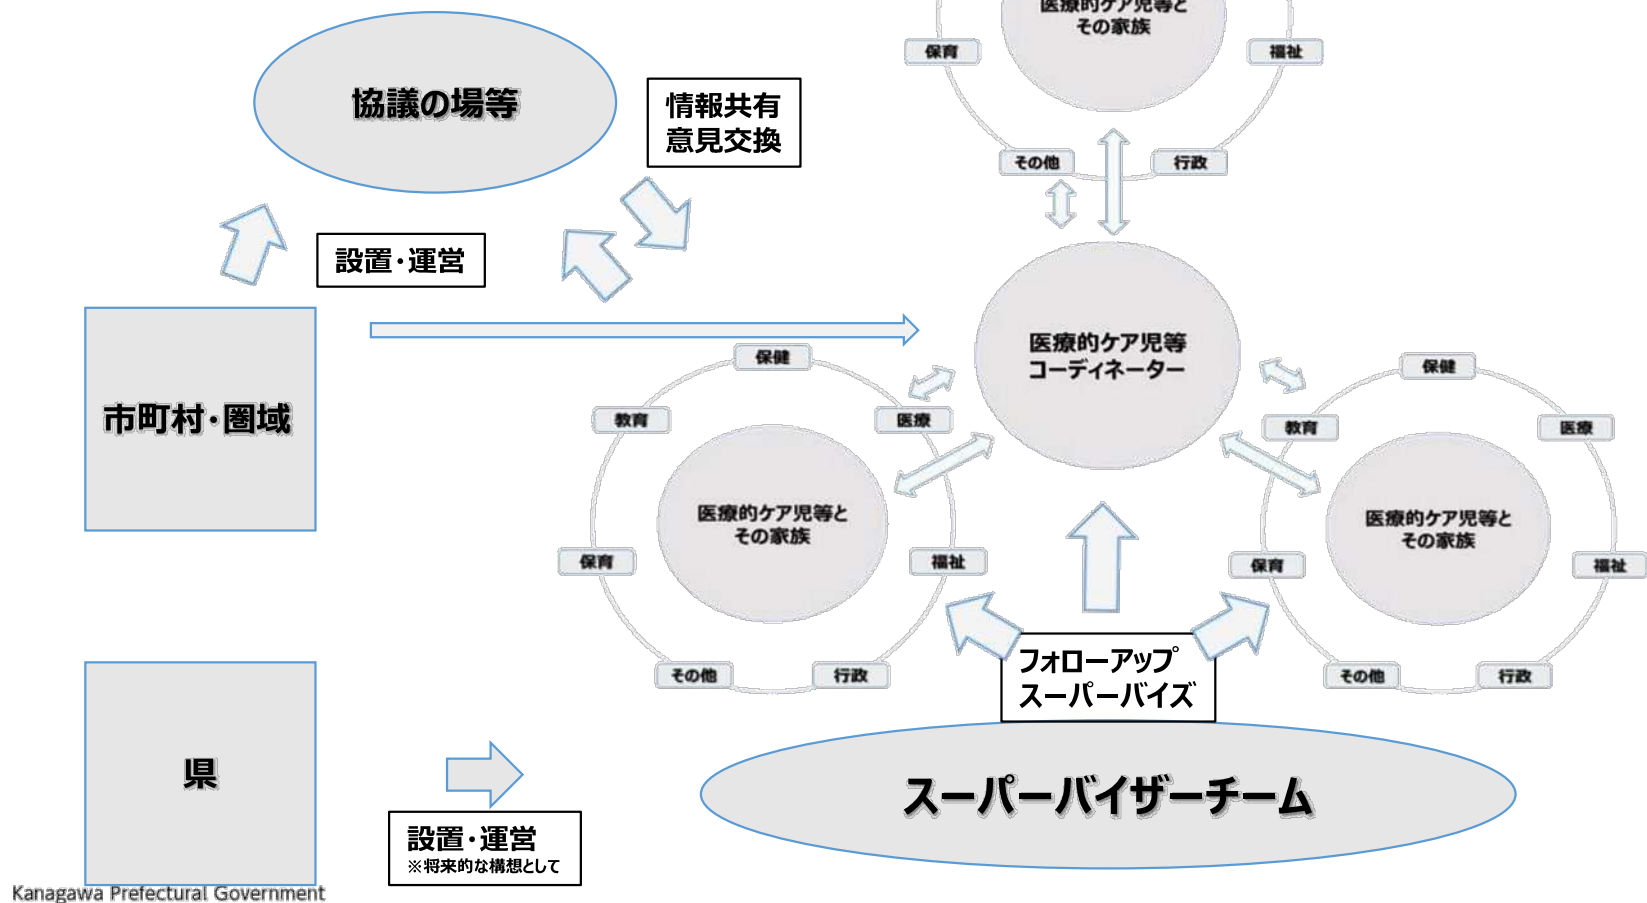 医療的ケア児等と
その家族
保育
福祉
その他
行政
協議の場等
情報共有
意見交換
設置・運営
市町村・圏域
医療的ケア児等
コーディネーター
保健
教育
医療
医療的ケア児等と
その家族
保育
福祉
その他
行政
保健
教育
医療
医療的ケア児等と
その家族
保育
福祉
その他
行政
フォローアップ
スーパーバイズ
県
設置・運営
※将来的な構想として
スーパーバイザーチーム
Kanagawa Prefectural Government